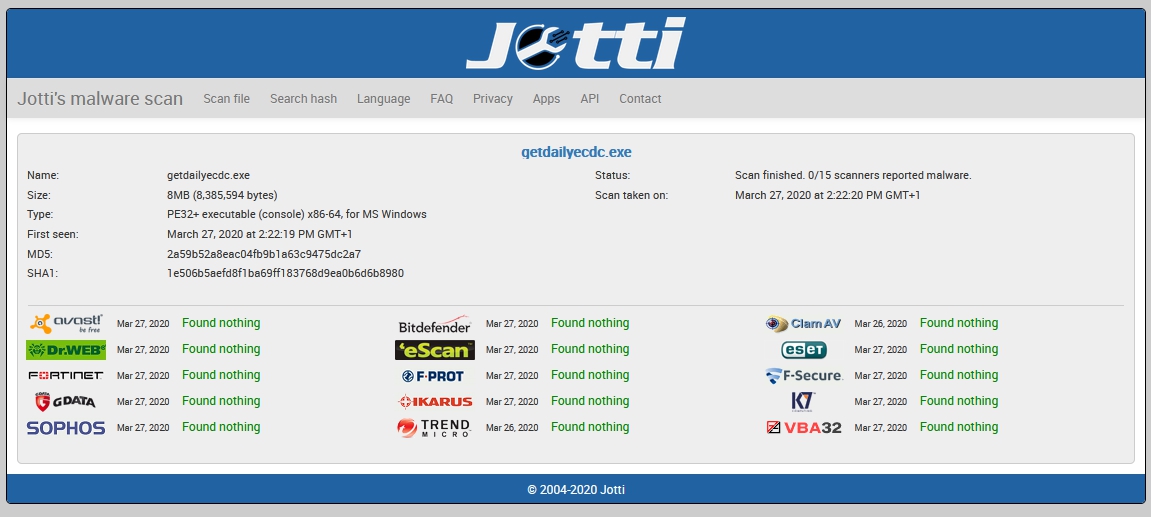 Jotti
Jotti's malware scan Scan file Search hash Language FAQ Privacy Apps API Contact
getdailyecdc.exe
Name: getdailyecdc.exe Status: Scan finished. 0/15 scanners reported malware.
Size: 8MB (8,385,594 bytes) Scan taken on: March 27, 2020 at 2:22:20 PM GMT+1
Type: PE32+ executable (console) x86-64, for MS Windows
First seen: March 27, 2020 at 2:22:19 PM GMT+1
MD5: 2a59b52a8eac04fb9b1a63c9475dc2a7
SHA1: 1e506b5aefd8f1ba69ff183768d9ea0b6d6b8980
avast! be free Mar 27, 2020 Found nothing Bitdefender Mar 27, 2020 Found nothing Clam AV Mar 26, 2020 Found nothing
Dr.WEB Mar 27, 2020 Found nothing eScan Mar 27, 2020 Found nothing eseT Mar 27, 2020 Found nothing
FORTINET Mar 27, 2020 Found nothing F-PROT Mar 27, 2020 Found nothing F-Secure. Mar 27, 2020 Found nothing
G DATA Mar 27, 2020 Found nothing IKARUS Mar 27, 2020 Found nothing K7 Mar 27, 2020 Found nothing
SOPHOS Mar 27, 2020 Found nothing TREND MICRO Mar 26, 2020 Found nothing VBA32 Mar 27, 2020 Found nothing
© 2004-2020 Jotti